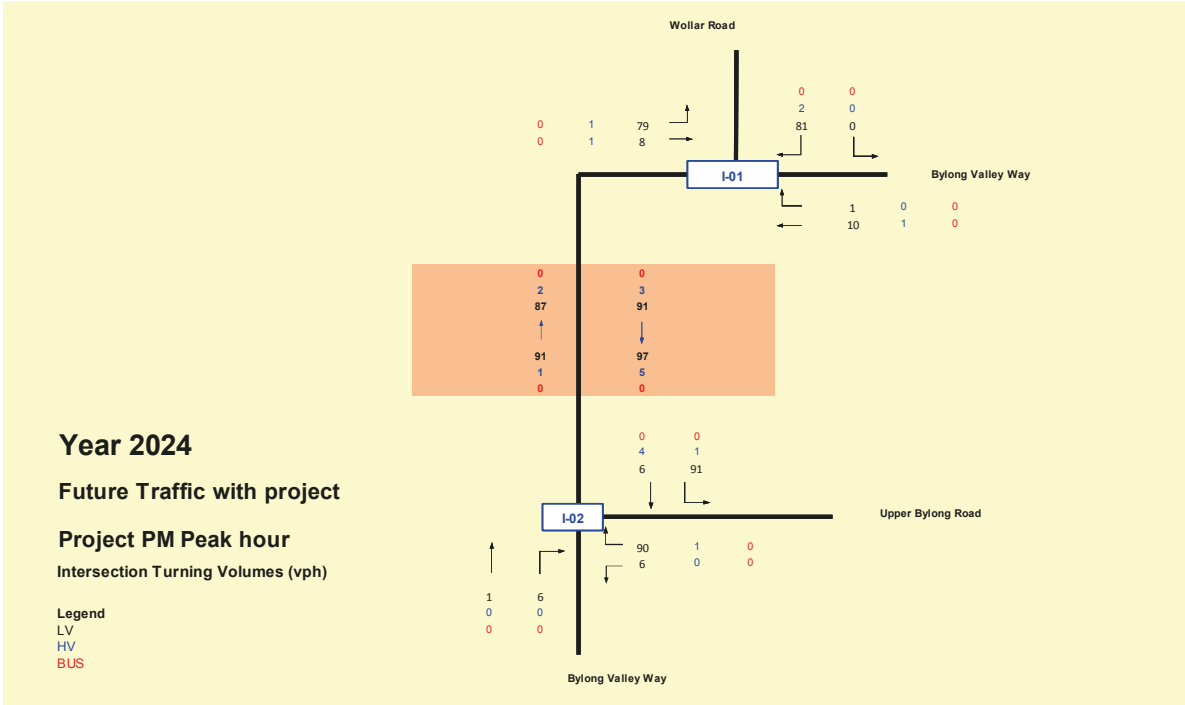 Wollar Road
0 0
2 0
81 0
0 1 79
0 1 8
I-01
Bylong Valley Way
1 0 0
10 1 0
0 0
2 3
87 91
91 97
1 5
0 0
Year 2024
Future Traffic with project
Project PM Peak hour
Intersection Turning Volumes (vph)
Legend
LV
HV
BUS
0 0
4 1
6 91
I-02
Upper Bylong Road
90 1 0
6 0 0
1 6
0 0
0 0
Bylong Valley Way